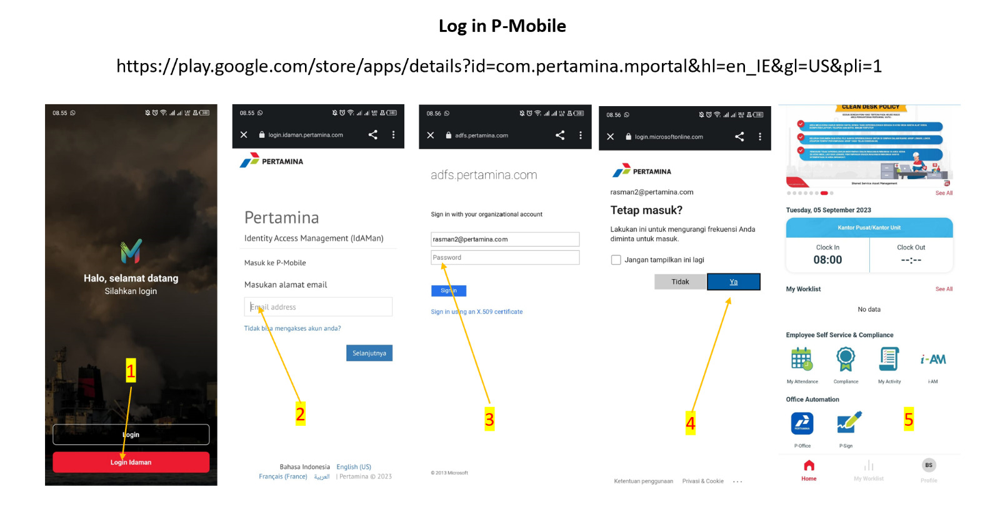 Log in P-Mobile
https://play.google.com/store/apps/details?id=com.pertamina.mportal&hl=en_IE&gl=US&pli=1
08.55
Halo, selamat datang
Silahkan login
1
Login
Login Idaman
08.55
login.idaman.pertamina.com
PERTAMINA
Pertamina
Identity Access Management (IdAMan)
Masuk ke P-Mobile
Masukan alamat email
Email address
Tidak bisa mengakses akun anda?
Selanjutnya
2
Bahasa Indonesia English (US)
Français (France) العربية | Pertamina © 2023
08.56
adfs.pertamina.com
adfs.pertamina.com
Sign in with your organizational account
rasman2@pertamina.com
Password
Sign in
Sign in using an X.509 certificate
3
© 2013 Microsoft
08.56
login.microsoftonline.com
PERTAMINA
rasman2@pertamina.com
Tetap masuk?
Lakukan ini untuk mengurangi frekuensi Anda
diminta untuk masuk.
Jangan tampilkan ini lagi
Tidak Ya
4
Ketentuan penggunaan Privasi & Cookie ...
CLEAN DESK POLICY
Shared Service Asset Management
See All
Tuesday, 05 September 2023
Kantor Pusat/Kantor Unit
Clock In Clock Out
08:00 --:--
My Worklist See All
No data
Employee Self Service & Compliance
i-AM
My Attendance Compliance My Activity i-AM
Office Automation
5
PERTAMINA
P-Office P-Sign
BS
Home My Worklist Profile